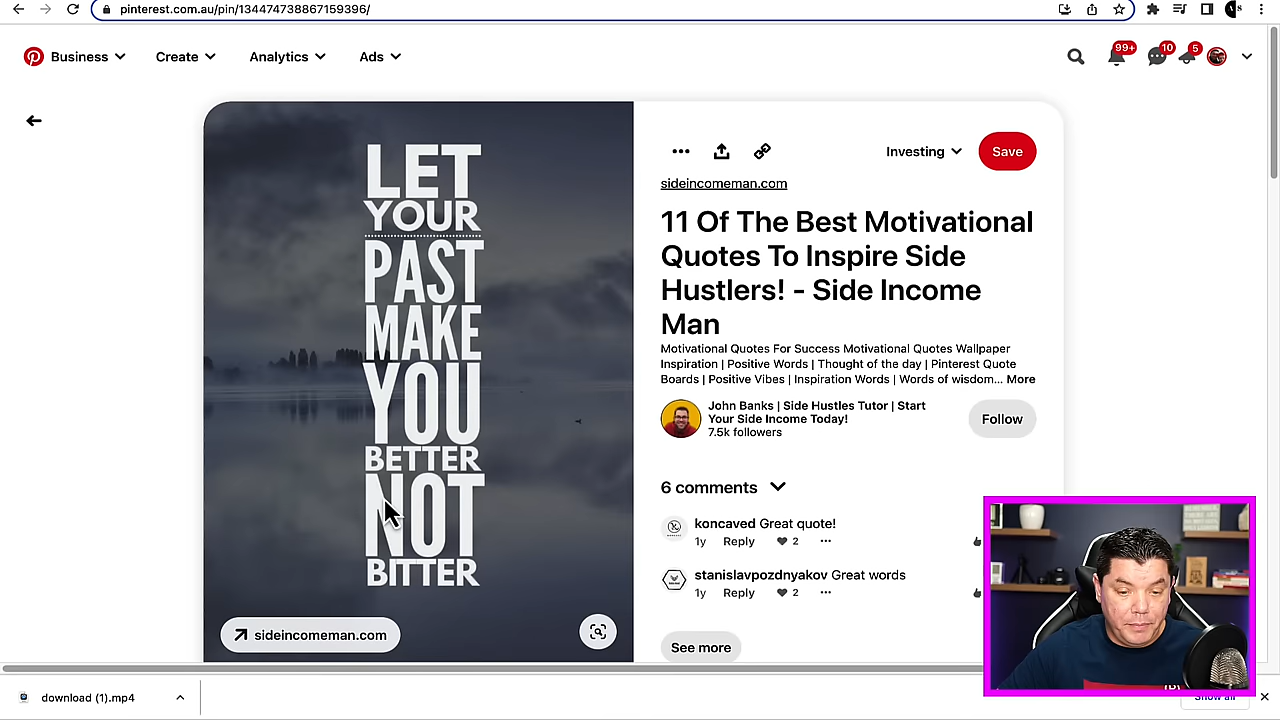 pinterest.com.au/pin/134474738867159396/
Business
Create
Analytics
Ads
99+
10
5
LET
YOUR
PAST
MAKE
YOU
BETTER
NOT
BITTER
sideincomeman.com
Investing
Save
sideincomeman.com
11 Of The Best Motivational
Quotes To Inspire Side
Hustlers! - Side Income
Man
Motivational Quotes For Success Motivational Quotes Wallpaper
Inspiration | Positive Words | Thought of the day | Pinterest Quote
Boards | Positive Vibes | Inspiration Words | Words of wisdom... More
John Banks | Side Hustles Tutor | Start
Your Side Income Today!
7.5k followers
Follow
6 comments
koncaved Great quote!
1y Reply 2
stanislavpozdnyakov Great words
1y Reply 2
See more
download (1).mp4
Show all